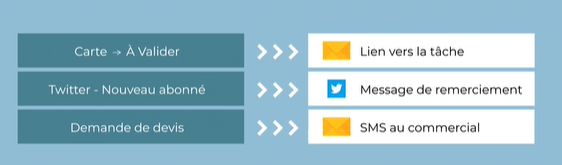 Carte → À Valider
Lien vers la tâche
Twitter - Nouveau abonné
Message de remerciement
Demande de devis
SMS au commercial